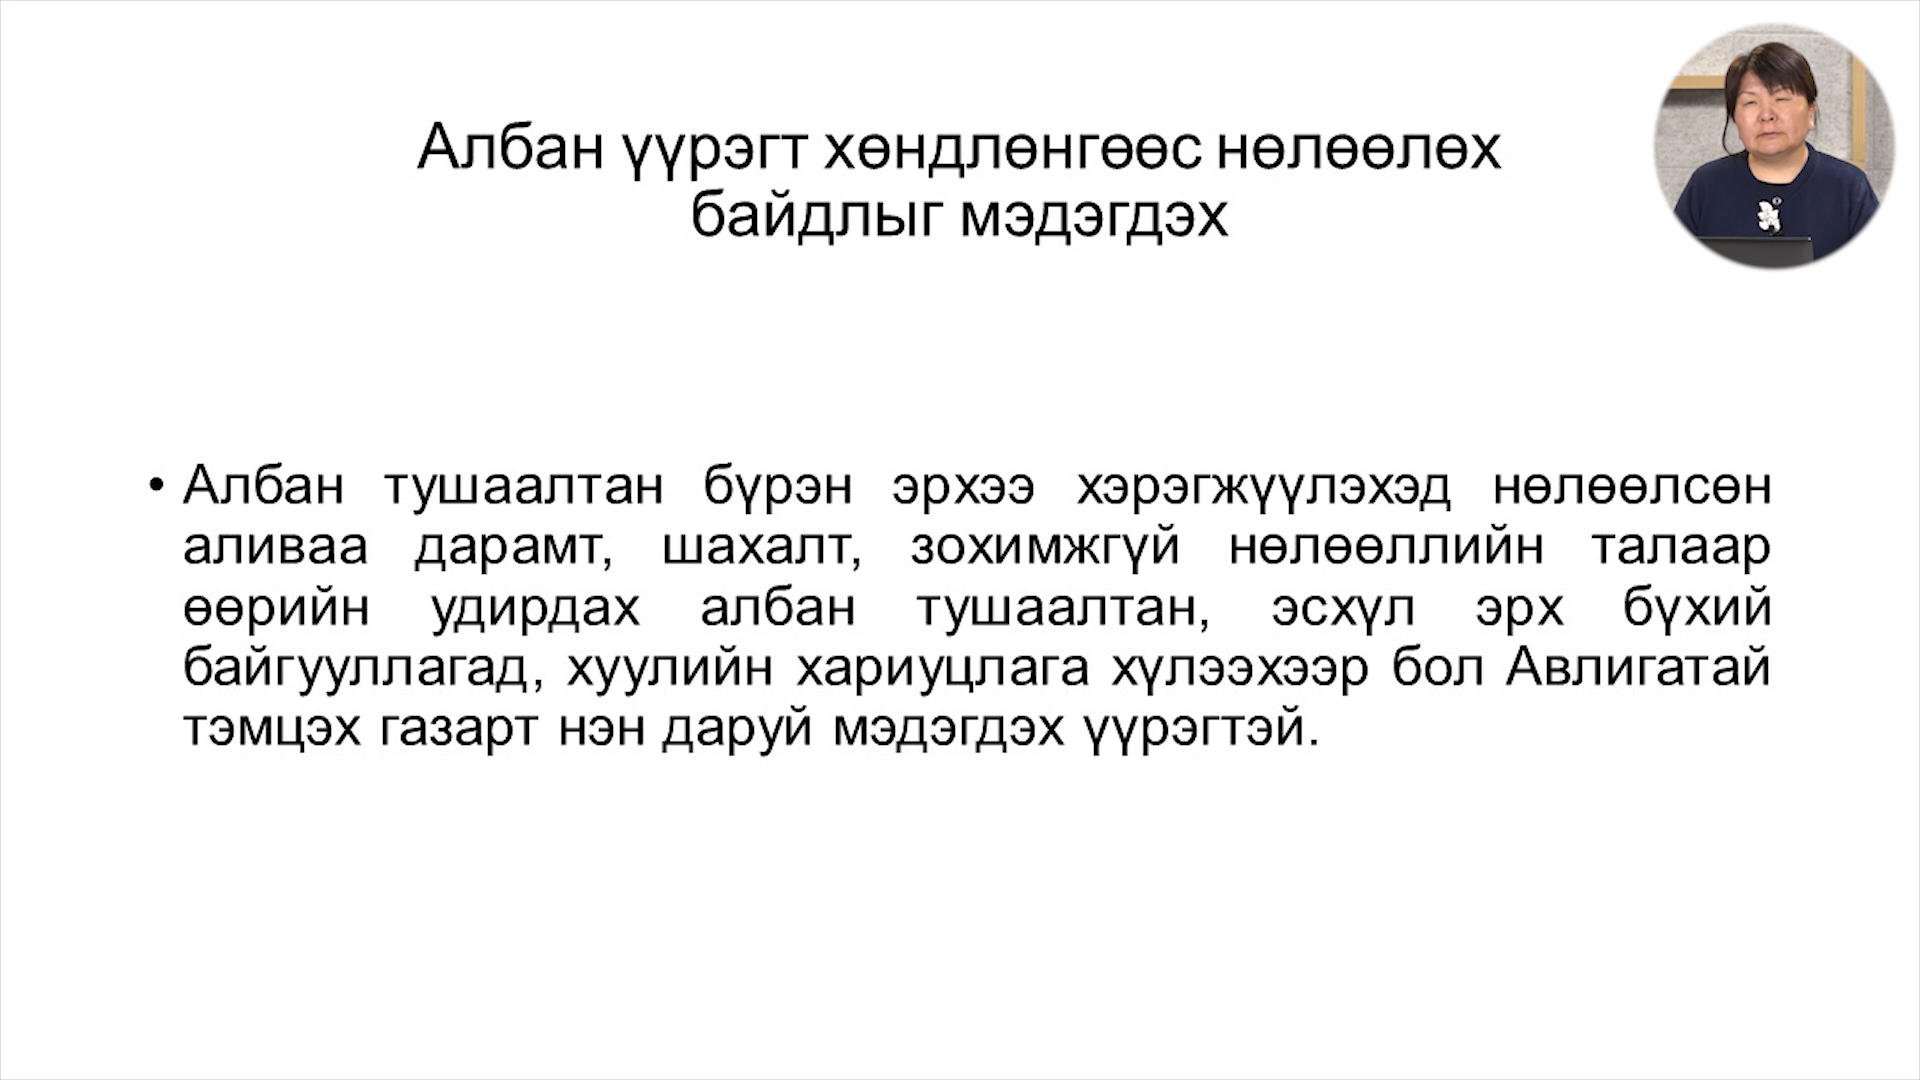 Албан үүрэгт хөндлөнгөөс нөлөөлөх
байдлыг мэдэгдэх
• Албан тушаалтан бүрэн эрхээ хэрэгжүүлэхэд нөлөөлсөн
аливаа дарамт, шахалт, зохимжгүй нөлөөллийн талаар
өөрийн удирдах албан тушаалтан, эсхүл эрх бүхий
байгууллагад, хуулийн хариуцлага хүлээхээр бол Авлигатай
тэмцэх газарт нэн даруй мэдэгдэх үүрэгтэй.